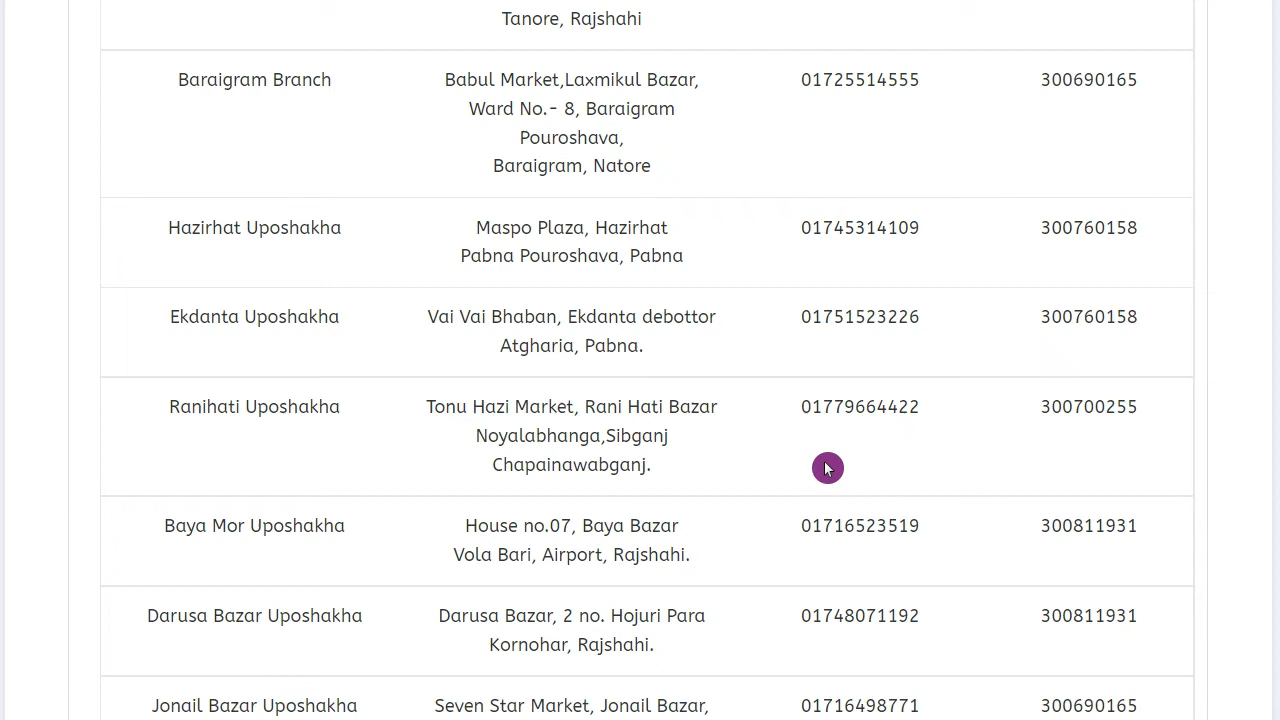 Tanore, Rajshahi
Baraigram Branch
Babul Market,Laxmikul Bazar,
Ward No.- 8, Baraigram
Pouroshava,
Baraigram, Natore
01725514555
300690165
Hazirhat Uposhakha
Maspo Plaza, Hazirhat
Pabna Pouroshava, Pabna
01745314109
300760158
Ekdanta Uposhakha
Vai Vai Bhaban, Ekdanta debottor
Atgharia, Pabna.
01751523226
300760158
Ranihati Uposhakha
Tonu Hazi Market, Rani Hati Bazar
Noyalabhanga,Sibganj
Chapainawabganj.
01779664422
300700255
Baya Mor Uposhakha
House no.07, Baya Bazar
Vola Bari, Airport, Rajshahi.
01716523519
300811931
Darusa Bazar Uposhakha
Darusa Bazar, 2 no. Hojuri Para
Kornohar, Rajshahi.
01748071192
300811931
Jonail Bazar Uposhakha
Seven Star Market, Jonail Bazar,
01716498771
300690165